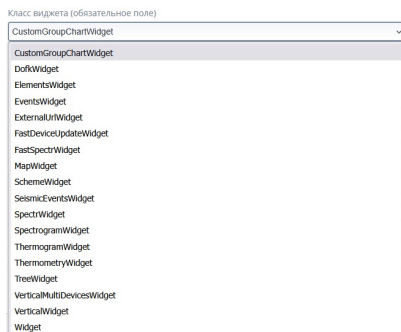 Класс виджета (обязательное поле)
CustomGroupChartWidget
CustomGroupChartWidget
DofkWidget
ElementsWidget
EventsWidget
ExternalUrlWidget
FastDeviceUpdateWidget
FastSpectrWidget
MapWidget
SchemeWidget
SeismicEventsWidget
SpectrWidget
SpectrogramWidget
ThermogramWidget
ThermometryWidget
TreeWidget
VerticalMultiDevicesWidget
VerticalWidget
Widget